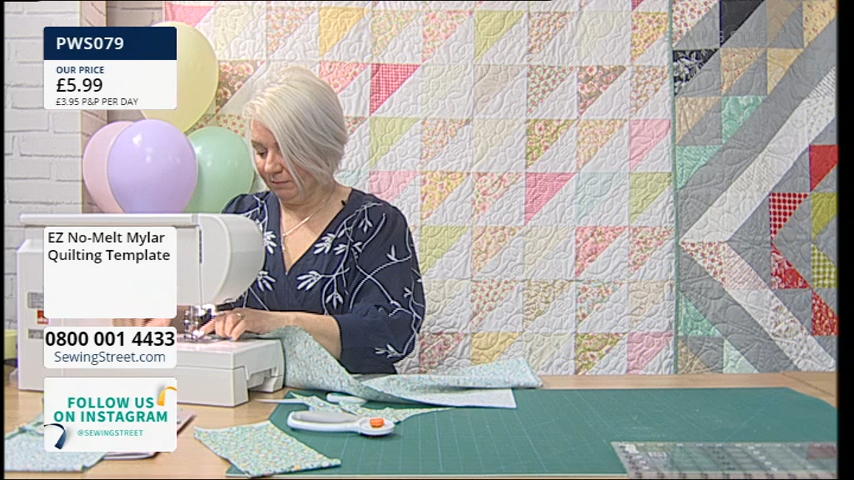 PWS079
OUR PRICE
£5.99
£3.95 P&P PER DAY
EZ No-Melt Mylar
Quilting Template
0800 001 4433
SewingStreet.com
FOLLOW US
ON INSTAGRAM
@SEWINGSTREET